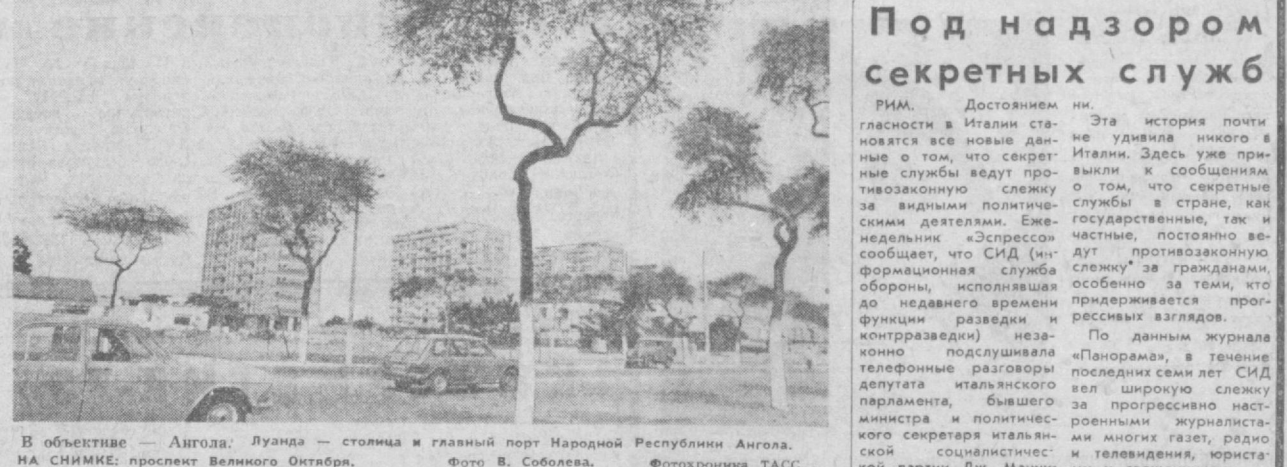 В объективе — Ангола. Луанда — столица и главный порт Народной Республики Ангола.
НА СНИМКЕ: проспект Великого Октября. Фото В. Соболева. Фотохроника ТАСС
Под надзором
секретных служб
РИМ. Достоянием
гласности в Италии ста-
новятся все новые дан-
ные о том, что секрет-
ные службы ведут про-
тивозаконную слежку
за видными политиче-
скими деятелями. Еже-
недельник «Эспрессо»
сообщает, что СИД (ин-
формационная служба
обороны, исполнявшая
до недавнего времени
функции разведки и
контрразведки) неза-
конно подслушивала
телефонные разговоры
депутата итальянского
парламента, бывшего
министра и политичес-
кого секретаря итальян-
ской социалистичес-
ни.
Эта история почти
не удивила никого в
Италии. Здесь уже при-
выкли к сообщениям
о том, что секретные
службы в стране, как
государственные, так и
частные, постоянно ве-
дут противозаконную
слежку за гражданами,
особенно за теми, кто
придерживается прог-
рессивных взглядов.
По данным журнала
«Панорама», в течение
последних семи лет СИД
вел широкую слежку
за прогрессивно наст-
роенными журналиста-
ми многих газет, радио
и телевидения, юриста-